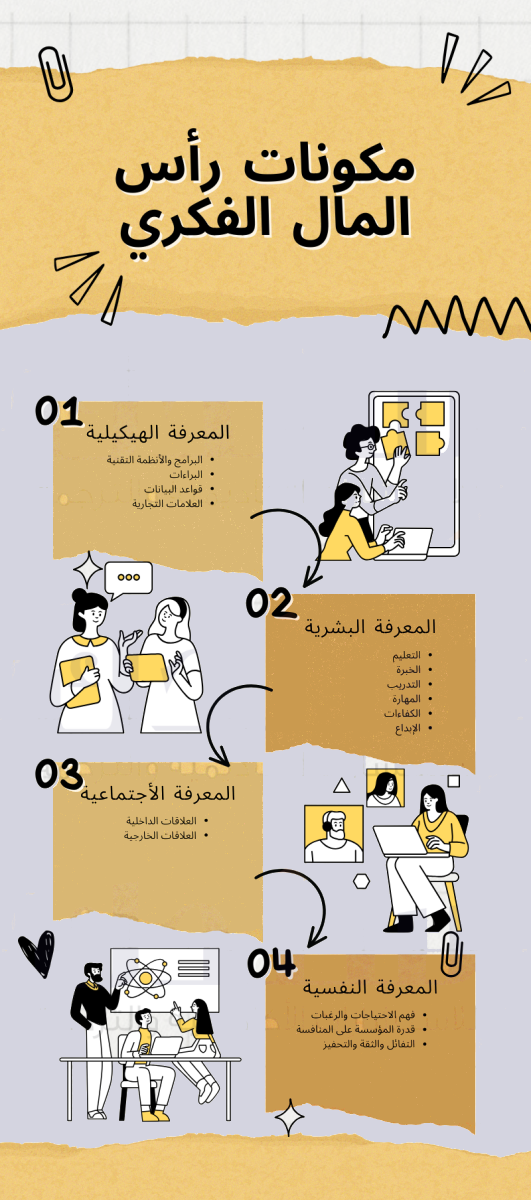 مكونات رأس
المال الفكري
01
المعرفة الهيكيلية
• البرامج والأنظمة التقنية
• البراءات
• قواعد البيانات
• العلامات التجارية
02
المعرفة البشرية
• التعليم
• الخبرة
• التدريب
• المهارة
• الكفاءات
• الإبداع
03
المعرفة الأجتماعية
• العلاقات الداخلية
• العلاقات الخارجية
04
المعرفة النفسية
• فهم الاحتياجات والرغبات
• قدرة المؤسسة على المنافسة
• التفائل والثقة والتحفيز